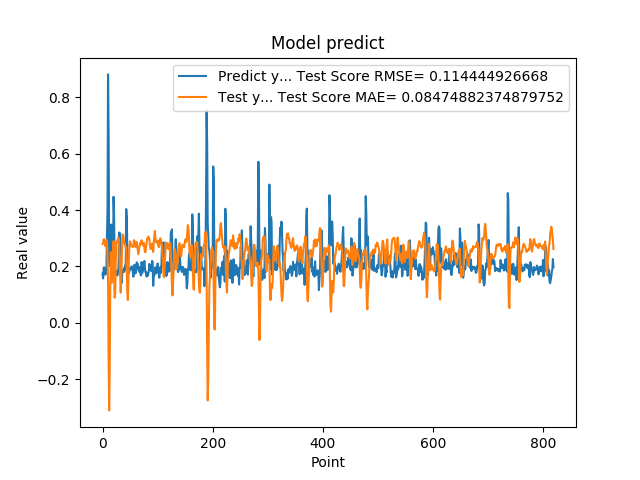 Model predict
Predict y... Test Score RMSE= 0.114444926668
Test y... Test Score MAE= 0.08474882374879752
0.8
0.6
0.4
0.2
0.0
−0.2
Real value
0 200 400 600 800
Point